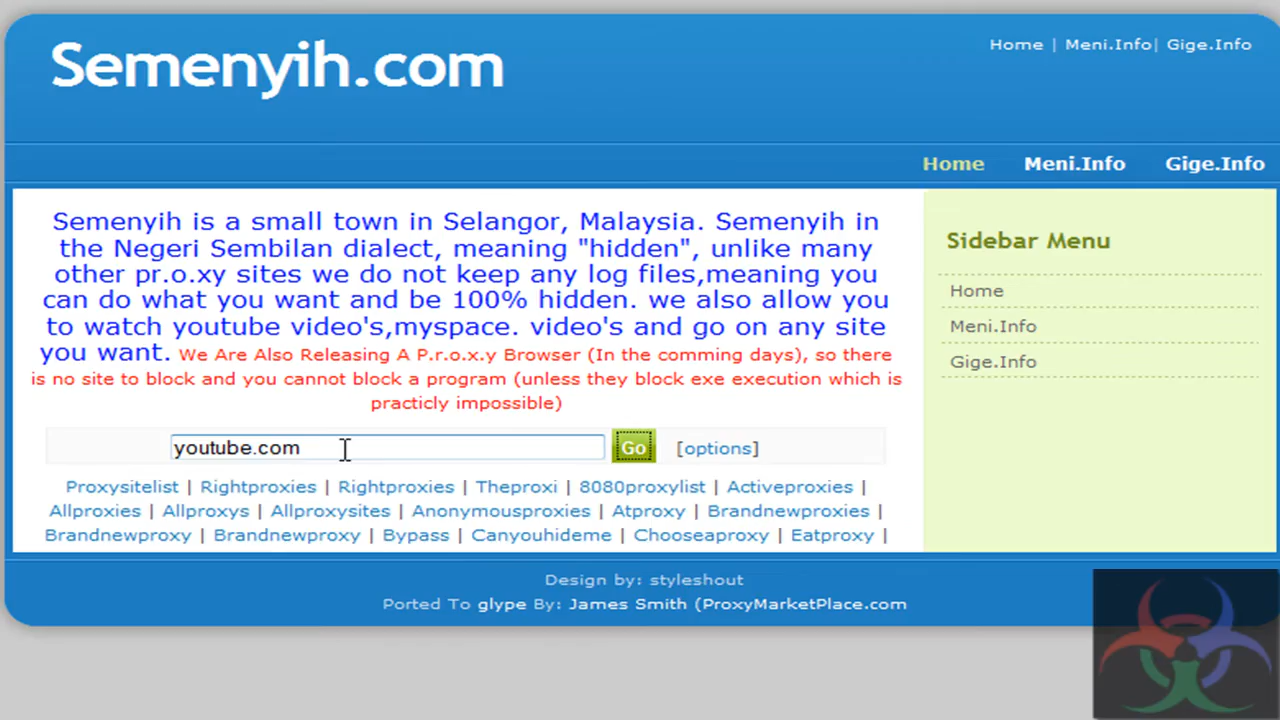 Semenyih.com
Home | Meni.Info| Gige.Info
Home Meni.Info Gige.Info
Semenyih is a small town in Selangor, Malaysia. Semenyih in
the Negeri Sembilan dialect, meaning "hidden", unlike many
other pr.o.xy sites we do not keep any log files,meaning you
can do what you want and be 100% hidden. we also allow you
to watch youtube video's,myspace. video's and go on any site
you want. We Are Also Releasing A P.r.o.x.y Browser (In the comming days), so there
is no site to block and you cannot block a program (unless they block exe execution which is
practicly impossible)
youtube.com Go [options]
Proxysitelist | Rightproxies | Rightproxies | Theproxi | 8080proxylist | Activeproxies |
Allproxies | Allproxys | Allproxysites | Anonymousproxies | Atproxy | Brandnewproxies |
Brandnewproxy | Brandnewproxy | Bypass | Canyouhideme | Chooseaproxy | Eatproxy |
Sidebar Menu
Home
Meni.Info
Gige.Info
Design by: styleshout
Ported To glype By: James Smith (ProxyMarketPlace.com